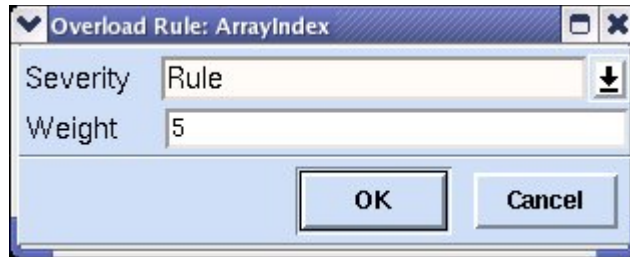 Overload Rule: ArrayIndex
Severity Rule
Weight 5
OK Cancel